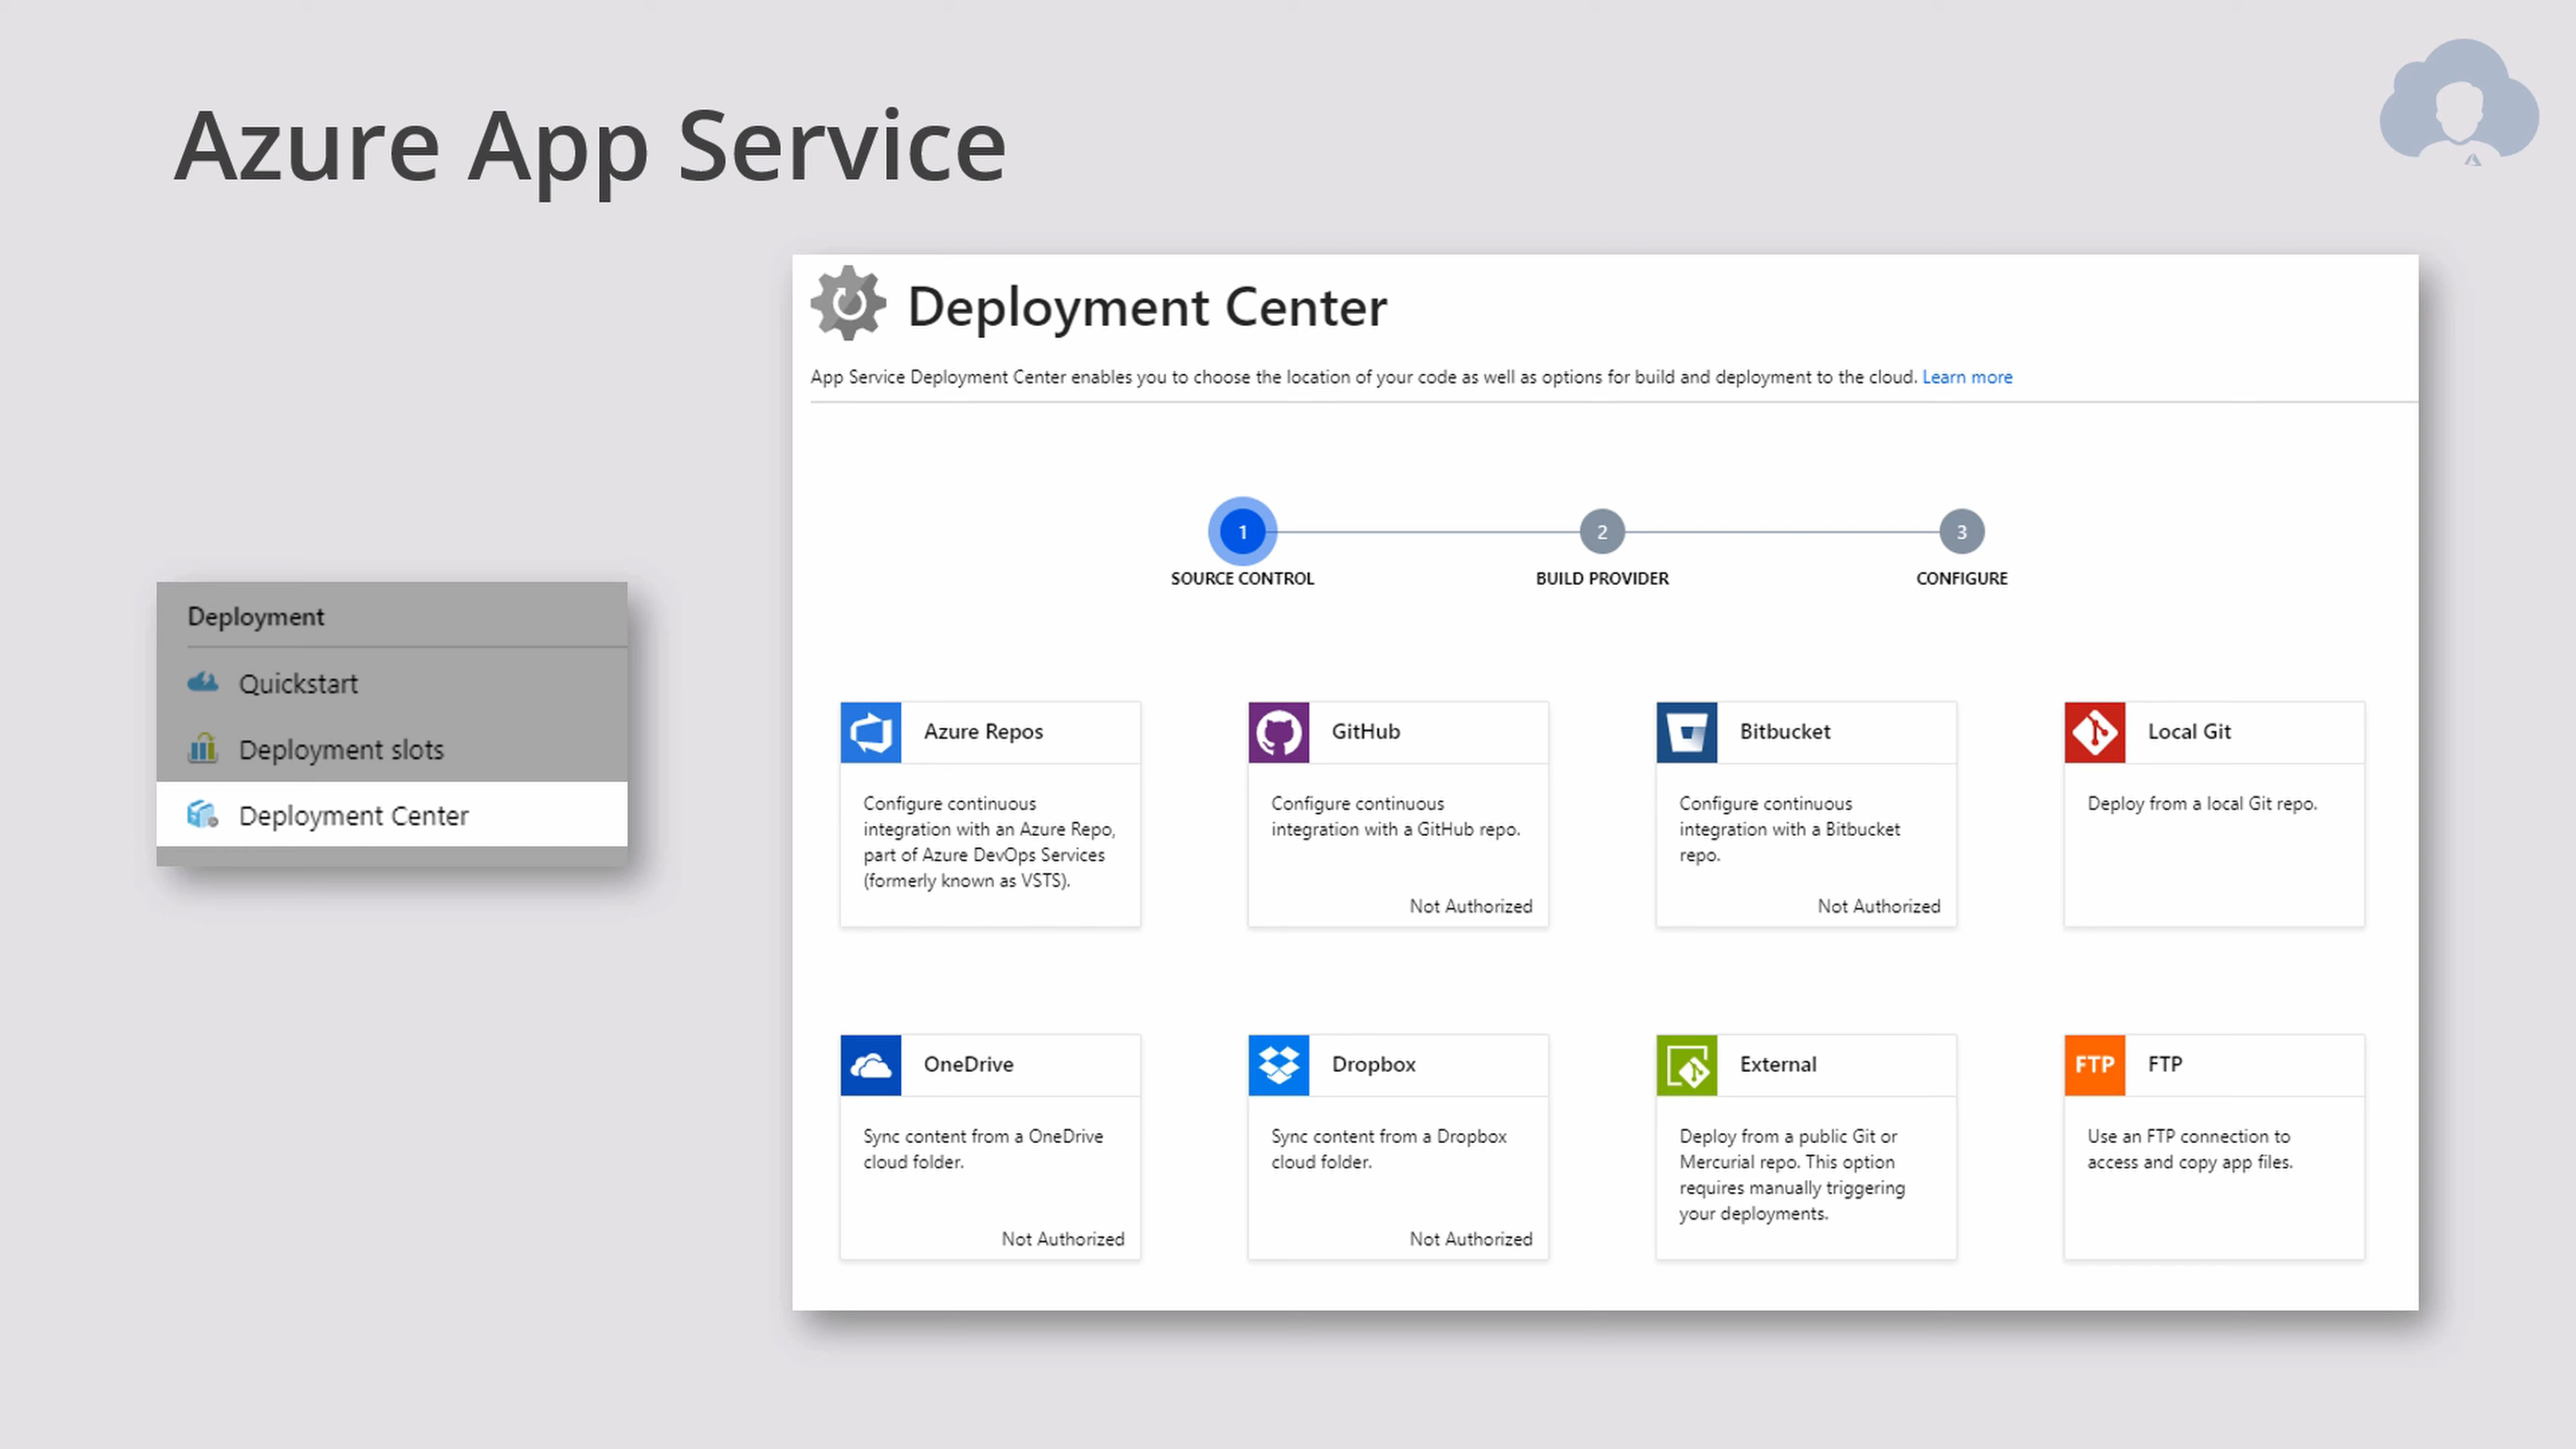 Azure App Service
Deployment
Quickstart
Deployment slots
Deployment Center
Deployment Center
App Service Deployment Center enables you to choose the location of your code as well as options for build and deployment to the cloud. Learn more
1
2
3
SOURCE CONTROL
BUILD PROVIDER
CONFIGURE
Azure Repos
Configure continuous
integration with an Azure Repo,
part of Azure DevOps Services
(formerly known as VSTS).
GitHub
Configure continuous
integration with a GitHub repo.
Not Authorized
Bitbucket
Configure continuous
integration with a Bitbucket
repo.
Not Authorized
Local Git
Deploy from a local Git repo.
OneDrive
Sync content from a OneDrive
cloud folder.
Not Authorized
Dropbox
Sync content from a Dropbox
cloud folder.
Not Authorized
External
Deploy from a public Git or
Mercurial repo. This option
requires manually triggering
your deployments.
FTP
FTP
Use an FTP connection to
access and copy app files.